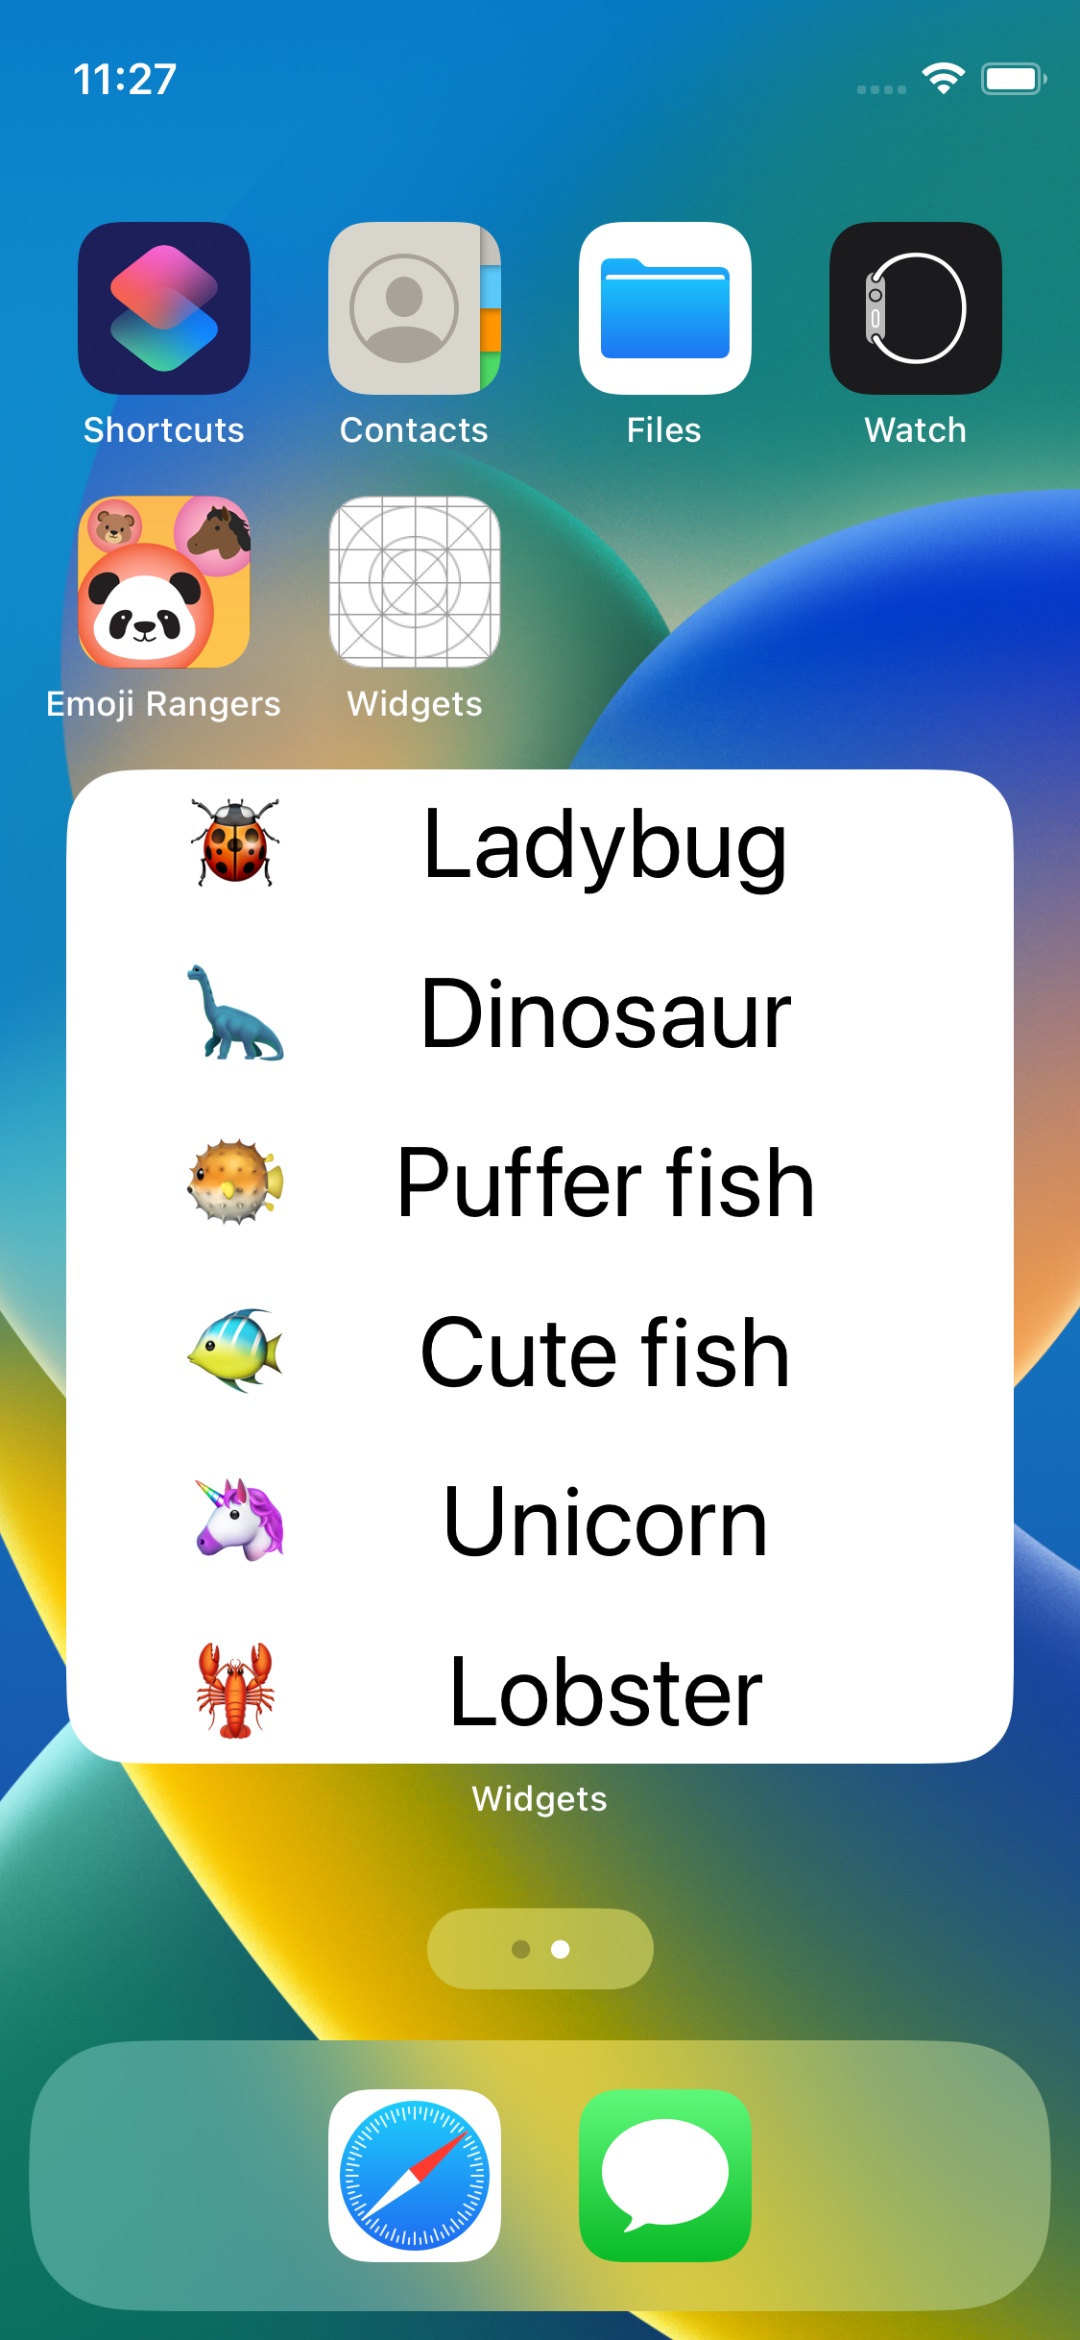 11:27
Shortcuts Contacts Files Watch
Emoji Rangers Widgets
Ladybug
Dinosaur
Puffer fish
Cute fish
Unicorn
Lobster
Widgets